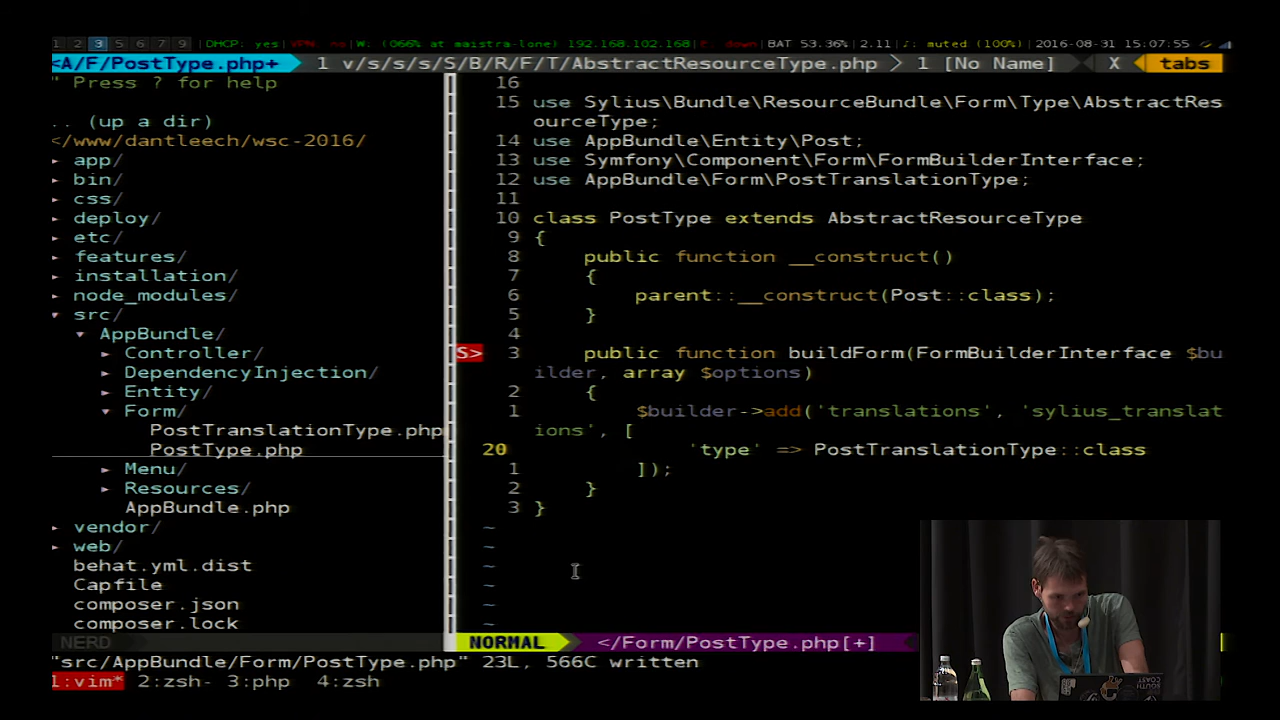 1 2 3 5 6 7 9 DHCP: yes VPN: no W: (066% at maistra-lone) 192.168.102.168 E: down BAT 53.36% 2.11 ♪: muted (100%) 2016-08-31 15:07:55
<A/F/PostType.php+ 1 v/s/s/s/S/B/R/F/T/AbstractResourceType.php > 1 [No Name] X tabs
" Press ? for help
.. (up a dir)
</www/dantleech/wsc-2016/
▸ app/
▸ bin/
▸ css/
▸ deploy/
▸ etc/
▸ features/
▸ installation/
▸ node_modules/
▾ src/
▾ AppBundle/
▸ Controller/
▸ DependencyInjection/
▸ Entity/
▾ Form/
PostTranslationType.php
PostType.php
▸ Menu/
▸ Resources/
AppBundle.php
▸ vendor/
▸ web/
behat.yml.dist
Capfile
composer.json
composer.lock
NERD
16
15 use Sylius\Bundle\ResourceBundle\Form\Type\AbstractRes
ourceType;
14 use AppBundle\Entity\Post;
13 use Symfony\Component\Form\FormBuilderInterface;
12 use AppBundle\Form\PostTranslationType;
11
10 class PostType extends AbstractResourceType
9 {
8 public function __construct()
7 {
6 parent::__construct(Post::class);
5 }
4
S> 3 public function buildForm(FormBuilderInterface $bu
ilder, array $options)
2 {
1 $builder->add('translations', 'sylius_translat
ions', [
20 'type' => PostTranslationType::class
1 ]);
2 }
3 }
~
~
~
~
~
~
NORMAL </Form/PostType.php[+]
"src/AppBundle/Form/PostType.php" 23L, 566C written
1:vim* 2:zsh- 3:php 4:zsh